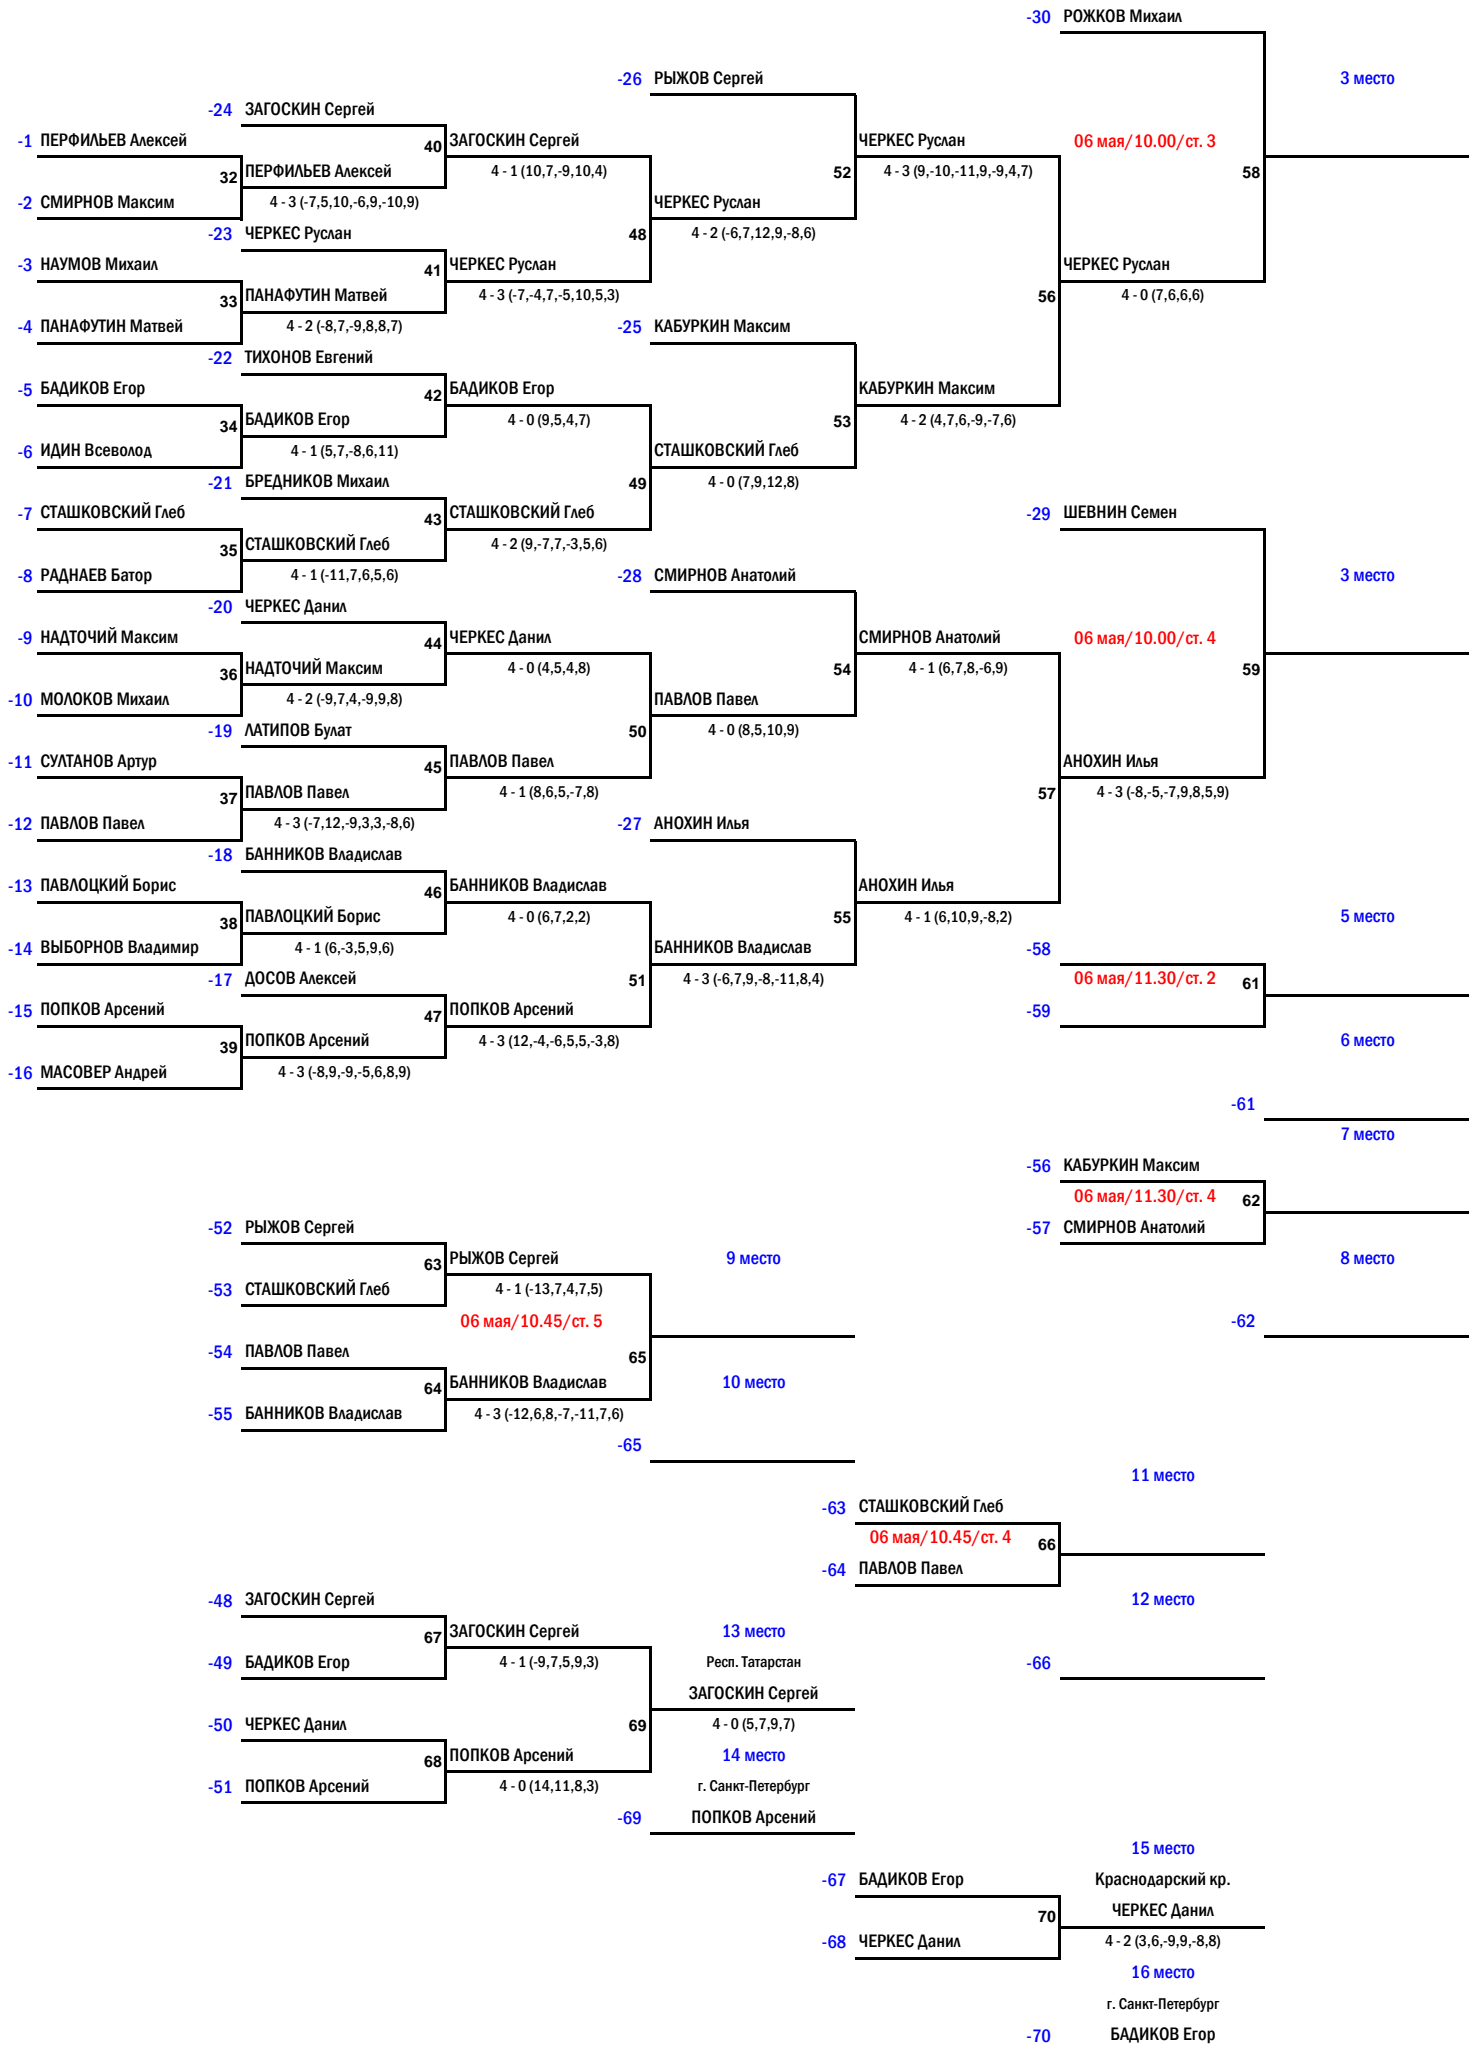 -30 РОЖКОВ Михаил
-26 РЫЖОВ Сергей 3 место
-24 ЗАГОСКИН Сергей
-1 ПЕРФИЛЬЕВ Алексей 40 ЗАГОСКИН Сергей ЧЕРКЕС Руслан 06 мая/10.00/ст. 3
32 ПЕРФИЛЬЕВ Алексей 4 - 1 (10,7,-9,10,4) 52 4 - 3 (9,-10,-11,9,-9,4,7) 58
-2 СМИРНОВ Максим 4 - 3 (-7,5,10,-6,9,-10,9) ЧЕРКЕС Руслан
-23 ЧЕРКЕС Руслан 48 4 - 2 (-6,7,12,9,-8,6)
-3 НАУМОВ Михаил 41 ЧЕРКЕС Руслан ЧЕРКЕС Руслан
33 ПАНАФУТИН Матвей 4 - 3 (-7,-4,7,-5,10,5,3) 56 4 - 0 (7,6,6,6)
-4 ПАНАФУТИН Матвей 4 - 2 (-8,7,-9,8,8,7) -25 КАБУРКИН Максим
-22 ТИХОНОВ Евгений
-5 БАДИКОВ Егор 42 БАДИКОВ Егор КАБУРКИН Максим
34 БАДИКОВ Егор 4 - 0 (9,5,4,7) 53 4 - 2 (4,7,6,-9,-7,6)
-6 ИДИН Всеволод 4 - 1 (5,7,-8,6,11) СТАШКОВСКИЙ Глеб
-21 БРЕДНИКОВ Михаил 49 4 - 0 (7,9,12,8)
-7 СТАШКОВСКИЙ Глеб 43 СТАШКОВСКИЙ Глеб -29 ШЕВНИН Семен
35 СТАШКОВСКИЙ Глеб 4 - 2 (9,-7,7,-3,5,6)
-8 РАДНАЕВ Батор 4 - 1 (-11,7,6,5,6) -28 СМИРНОВ Анатолий 3 место
-20 ЧЕРКЕС Данил
-9 НАДТОЧИЙ Максим 44 ЧЕРКЕС Данил СМИРНОВ Анатолий 06 мая/10.00/ст. 4
36 НАДТОЧИЙ Максим 4 - 0 (4,5,4,8) 54 4 - 1 (6,7,8,-6,9) 59
-10 МОЛОКОВ Михаил 4 - 2 (-9,7,4,-9,9,8) ПАВЛОВ Павел
-19 ЛАТИПОВ Булат 50 4 - 0 (8,5,10,9)
-11 СУЛТАНОВ Артур 45 ПАВЛОВ Павел АНОХИН Илья
37 ПАВЛОВ Павел 4 - 1 (8,6,5,-7,8) 57 4 - 3 (-8,-5,-7,9,8,5,9)
-12 ПАВЛОВ Павел 4 - 3 (-7,12,-9,3,3,-8,6) -27 АНОХИН Илья
-18 БАННИКОВ Владислав
-13 ПАВЛОЦКИЙ Борис 46 БАННИКОВ Владислав АНОХИН Илья
38 ПАВЛОЦКИЙ Борис 4 - 0 (6,7,2,2) 55 4 - 1 (6,10,9,-8,2) 5 место
-14 ВЫБОРНОВ Владимир 4 - 1 (6,-3,5,9,6) БАННИКОВ Владислав -58
-17 ДОСОВ Алексей 51 4 - 3 (-6,7,9,-8,-11,8,4) 06 мая/11.30/ст. 2 61
-15 ПОПКОВ Арсений 47 ПОПКОВ Арсений -59
39 ПОПКОВ Арсений 4 - 3 (12,-4,-6,5,5,-3,8) 6 место
-16 МАСОВЕР Андрей 4 - 3 (-8,9,-9,-5,6,8,9)
-61
7 место
-56 КАБУРКИН Максим
06 мая/11.30/ст. 4 62
-52 РЫЖОВ Сергей -57 СМИРНОВ Анатолий
63 РЫЖОВ Сергей 9 место 8 место
-53 СТАШКОВСКИЙ Глеб 4 - 1 (-13,7,4,7,5)
06 мая/10.45/ст. 5 -62
-54 ПАВЛОВ Павел 65
64 БАННИКОВ Владислав 10 место
-55 БАННИКОВ Владислав 4 - 3 (-12,6,8,-7,-11,7,6)
-65
11 место
-63 СТАШКОВСКИЙ Глеб
06 мая/10.45/ст. 4 66
-64 ПАВЛОВ Павел
-48 ЗАГОСКИН Сергей 12 место
67 ЗАГОСКИН Сергей 13 место
-49 БАДИКОВ Егор 4 - 1 (-9,7,5,9,3) Респ. Татарстан -66
ЗАГОСКИН Сергей
-50 ЧЕРКЕС Данил 69 4 - 0 (5,7,9,7)
68 ПОПКОВ Арсений 14 место
-51 ПОПКОВ Арсений 4 - 0 (14,11,8,3) г. Санкт-Петербург
-69 ПОПКОВ Арсений
15 место
-67 БАДИКОВ Егор Краснодарский кр.
70 ЧЕРКЕС Данил
-68 ЧЕРКЕС Данил 4 - 2 (3,6,-9,9,-8,8)
16 место
г. Санкт-Петербург
-70 БАДИКОВ Егор